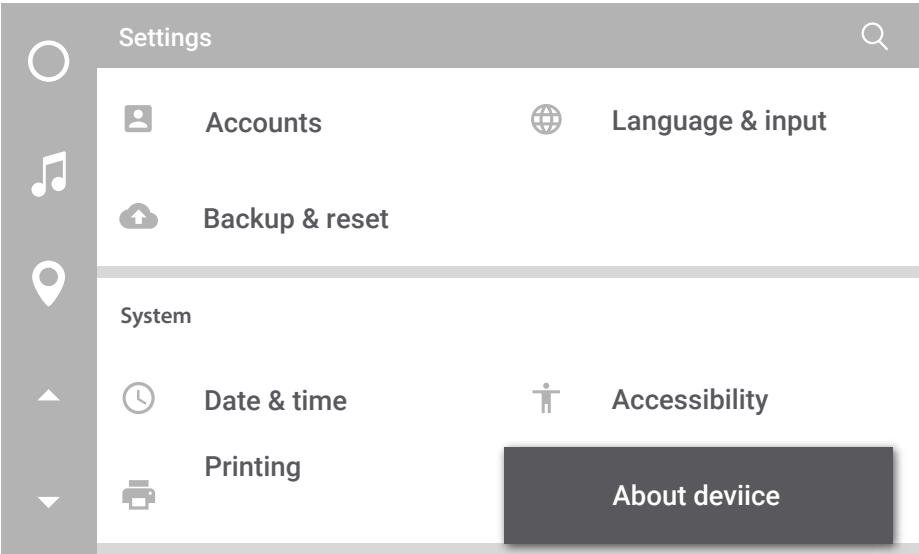 Settings
Accounts
Language & input
Backup & reset
System
Date & time
Accessibility
Printing
About deviice